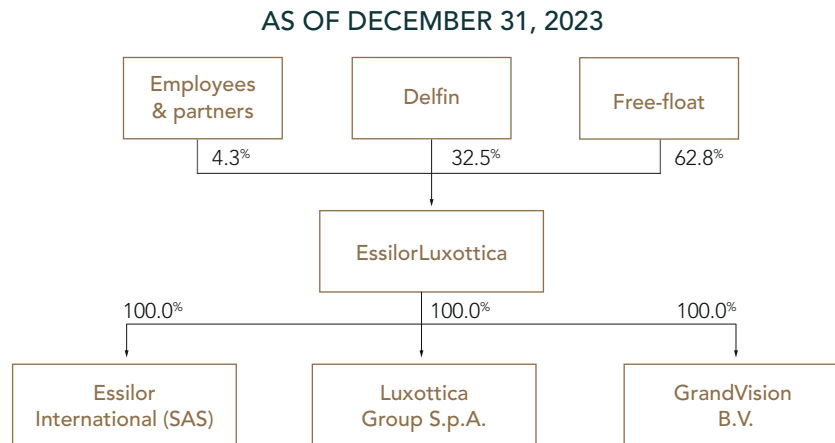 AS OF DECEMBER 31, 2023
Employees
& partners
Delfin
Free-float
4.3%
32.5%
62.8%
EssilorLuxottica
100.0%
100.0%
100.0%
Essilor
International (SAS)
Luxottica
Group S.p.A.
GrandVision
B.V.